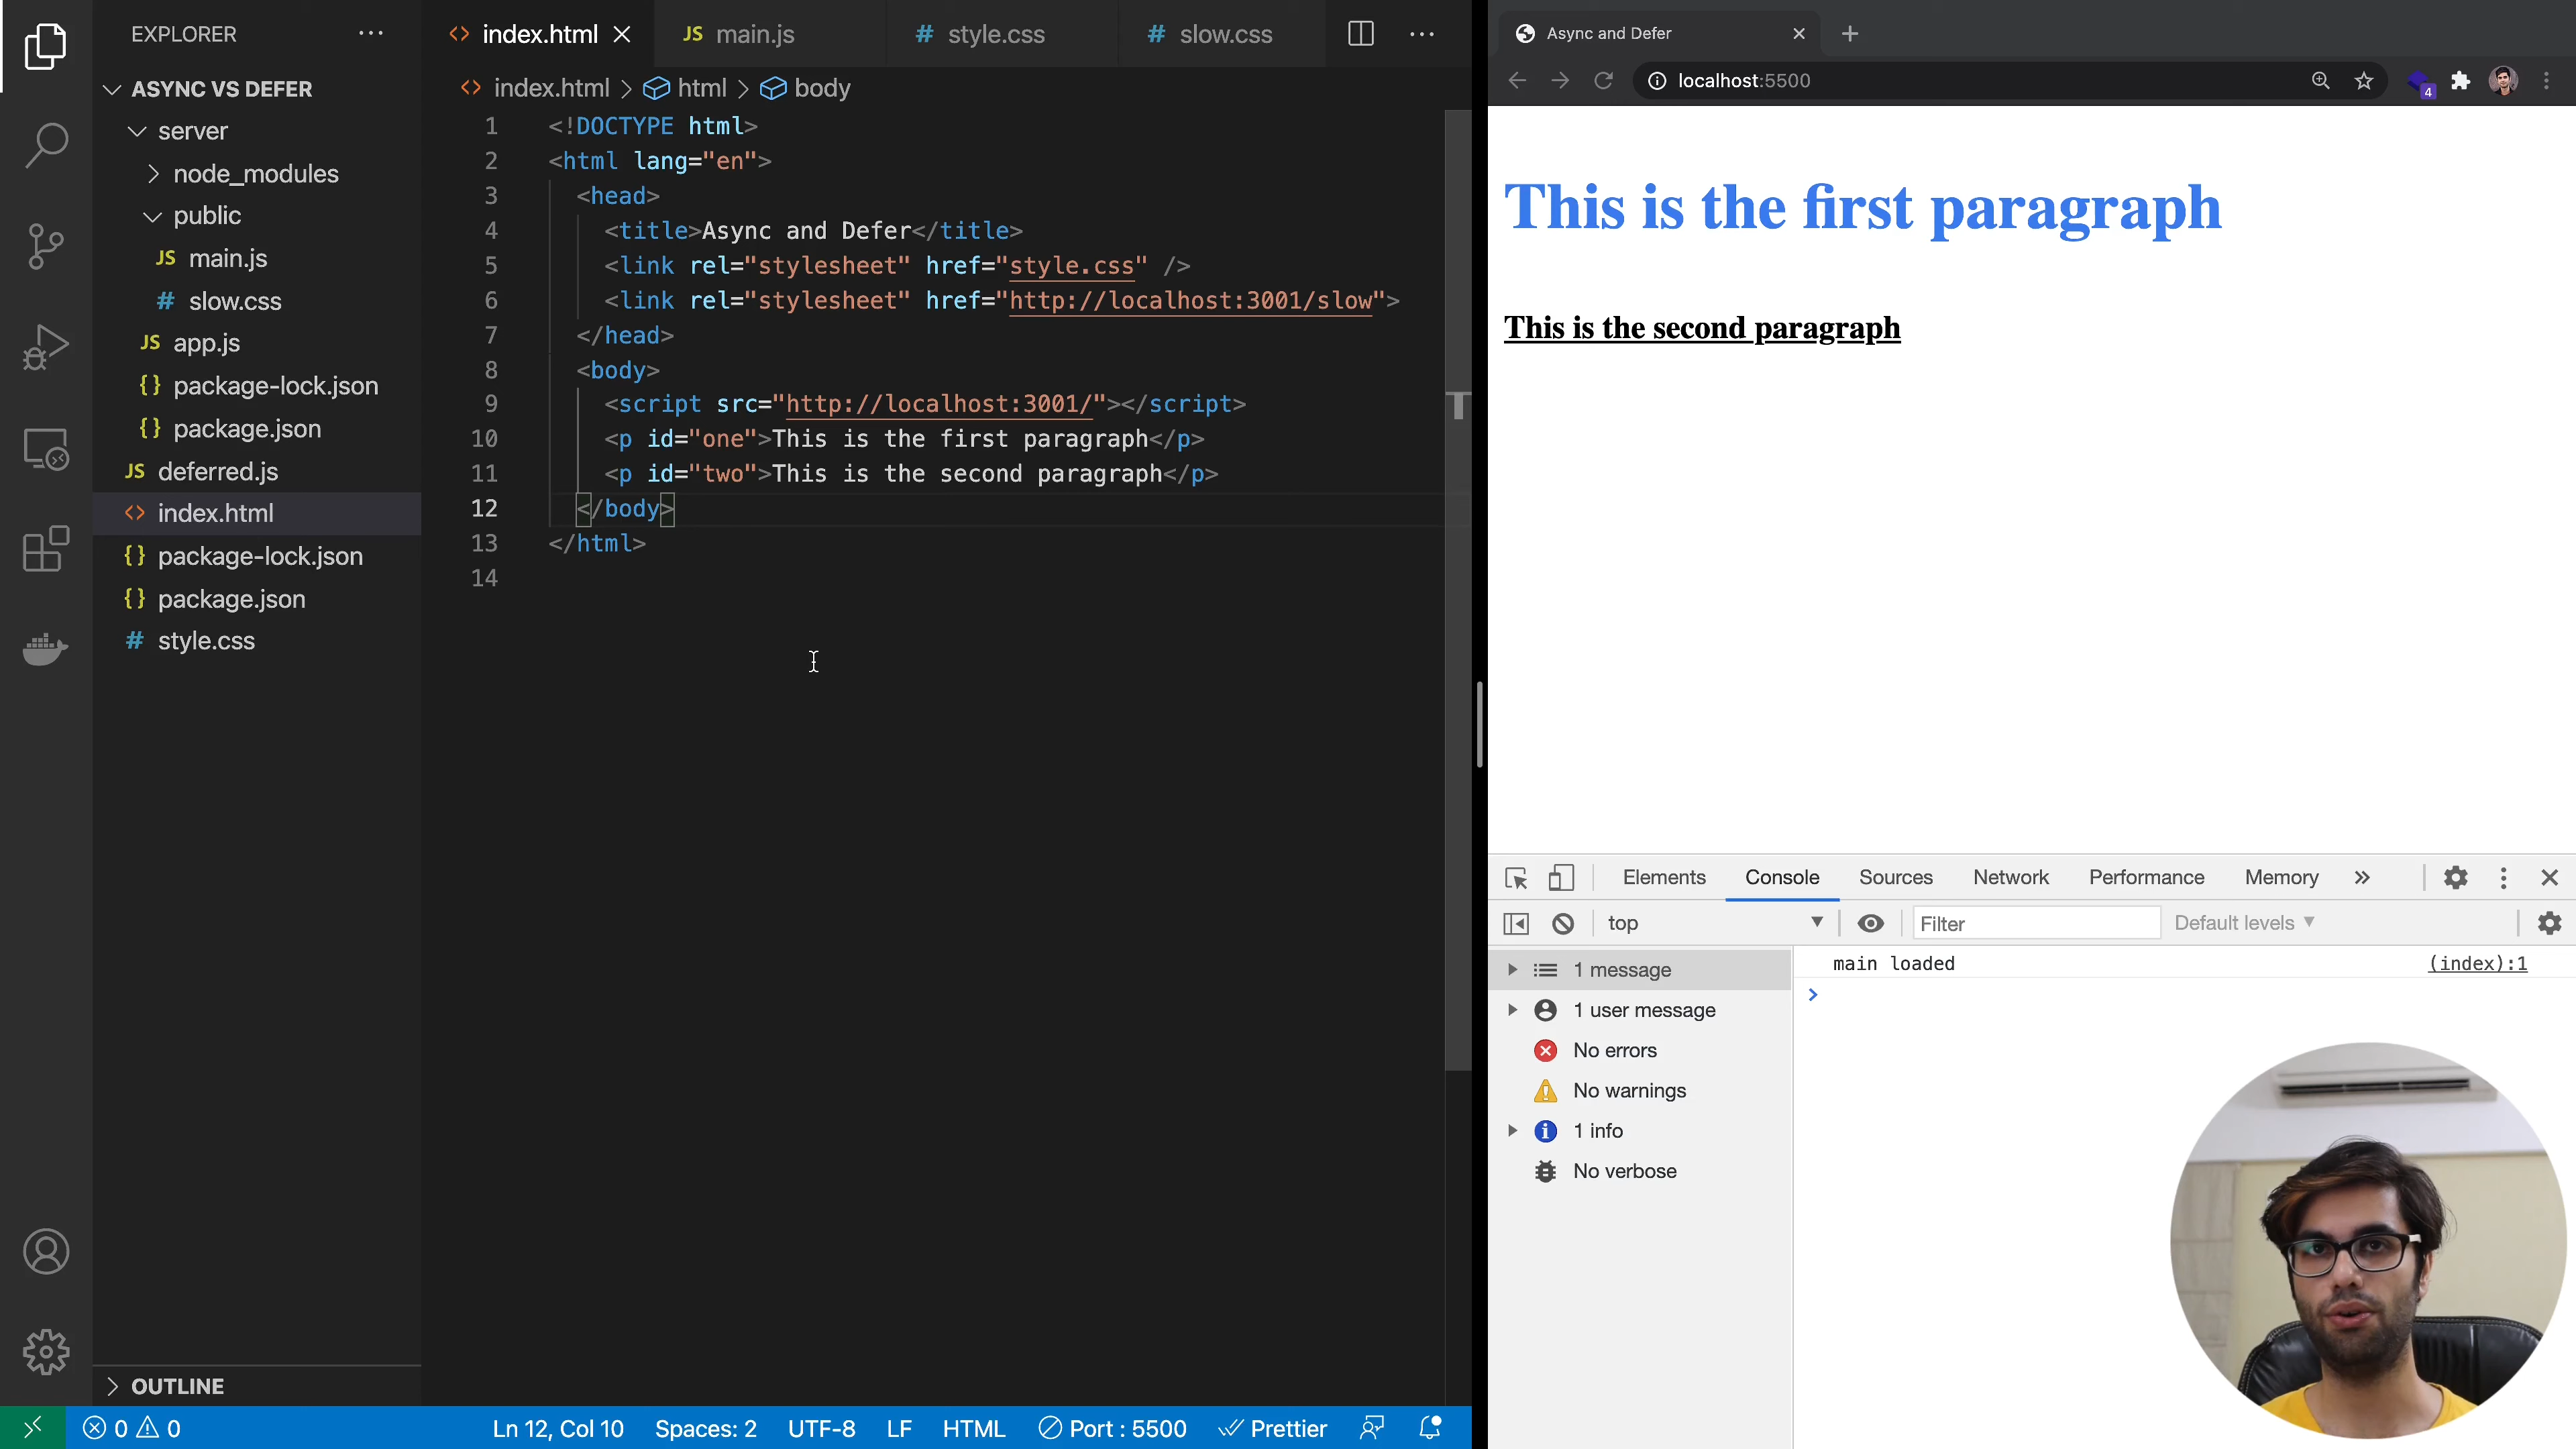 EXPLORER
ASYNC VS DEFER
server
node_modules
public
JS main.js
# slow.css
JS app.js
{} package-lock.json
{} package.json
JS deferred.js
<> index.html
{} package-lock.json
{} package.json
# style.css
OUTLINE
<> index.html
JS main.js
# style.css
# slow.css
<> index.html > html > body
1 <!DOCTYPE html>
2 <html lang="en">
3 <head>
4 <title>Async and Defer</title>
5 <link rel="stylesheet" href="style.css" />
6 <link rel="stylesheet" href="http://localhost:3001/slow">
7 </head>
8 <body>
9 <script src="http://localhost:3001/"></script>
10 <p id="one">This is the first paragraph</p>
11 <p id="two">This is the second paragraph</p>
12 </body>
13 </html>
14
0 0 Ln 12, Col 10 Spaces: 2 UTF-8 LF HTML Port : 5500 Prettier
Async and Defer
localhost:5500
4
This is the first paragraph
This is the second paragraph
Elements Console Sources Network Performance Memory
top Filter Default levels
1 message
1 user message
No errors
No warnings
1 info
No verbose
main loaded (index):1